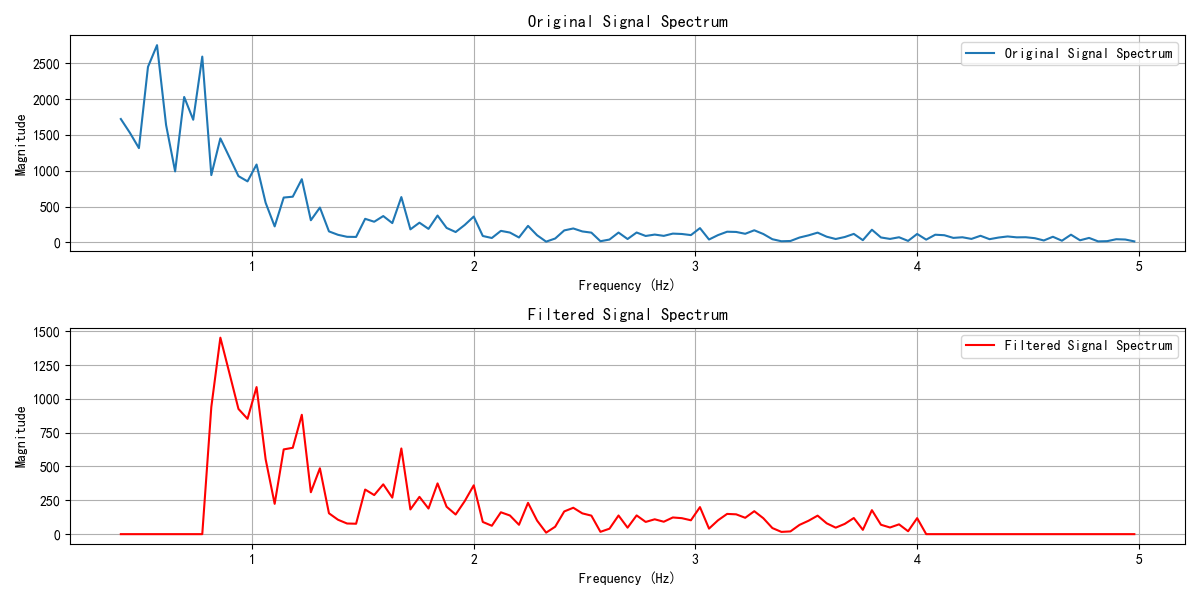 Original Signal Spectrum
Original Signal Spectrum
2500
2000
1500
1000
500
0
Magnitude
1 2 3 4 5
Frequency (Hz)
Filtered Signal Spectrum
Filtered Signal Spectrum
1500
1250
1000
750
500
250
0
Magnitude
1 2 3 4 5
Frequency (Hz)